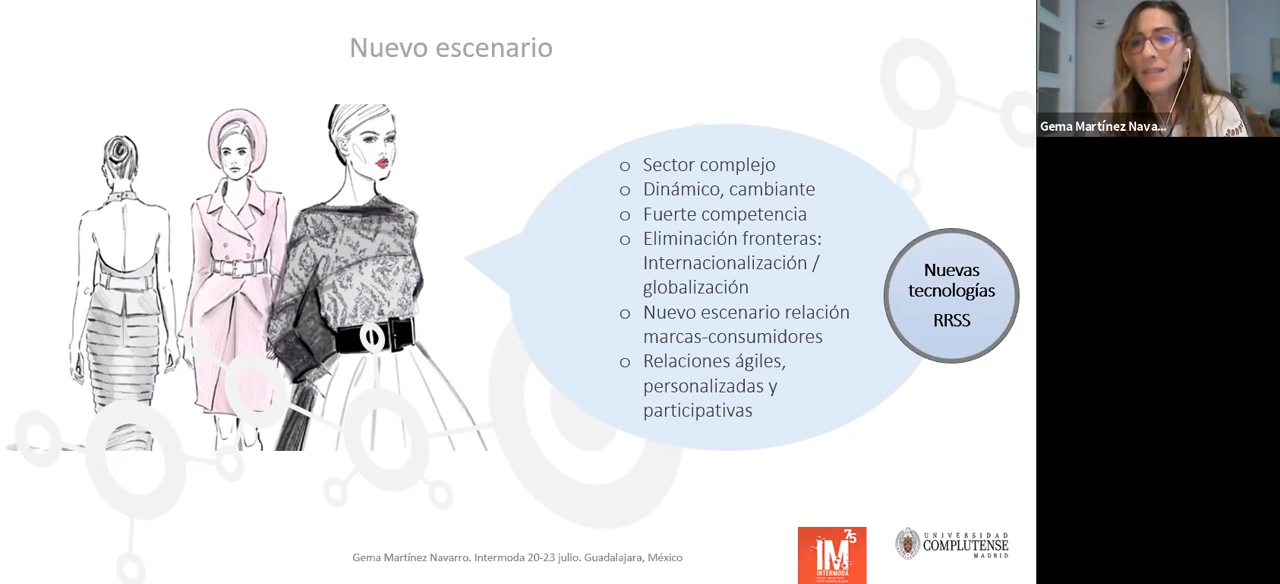 Nuevo escenario
Gema Martínez Nava...
o Sector complejo
o Dinámico, cambiante
o Fuerte competencia
o Eliminación fronteras:
Internacionalización /
globalización
o Nuevo escenario relación
marcas-consumidores
o Relaciones ágiles,
personalizadas y
participativas
Nuevas
tecnologías
RRSS
Gema Martínez Navarro. Intermoda 20-23 julio. Guadalajara, México
75
IM
INTERMODA
UNIVERSIDAD
COMPLUTENSE
MADRID